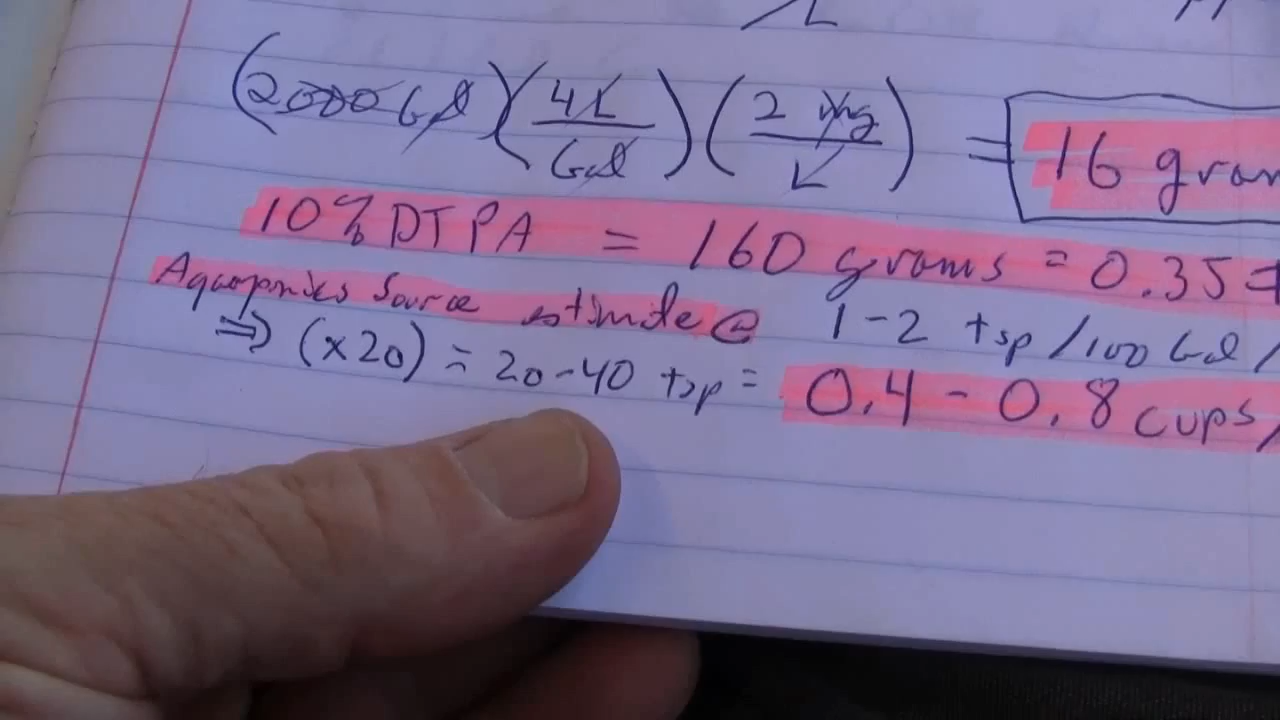 (2000 Gal)(4L/Gal)(2 mg/L) = 16 gram
10% DTPA = 160 grams = 0.35 #
Aquaponics Source estimate @ 1-2 tsp/100 Gal/
⇒ (x20) = 20-40 tsp = 0.4 - 0.8 cups/